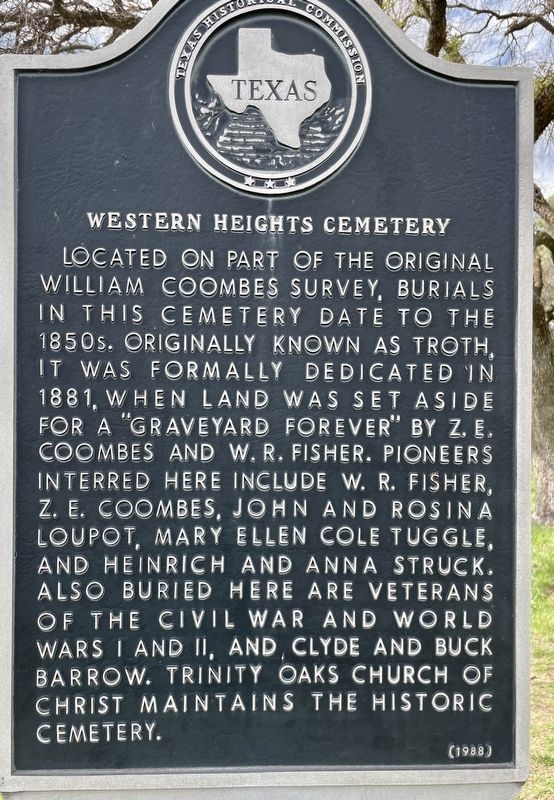 TEXAS HISTORICAL COMMISSION
TEXAS
WESTERN HEIGHTS CEMETERY
LOCATED ON PART OF THE ORIGINAL
WILLIAM COOMBES SURVEY, BURIALS
IN THIS CEMETERY DATE TO THE
1850s. ORIGINALLY KNOWN AS TROTH,
IT WAS FORMALLY DEDICATED IN
1881, WHEN LAND WAS SET ASIDE
FOR A "GRAVEYARD FOREVER" BY Z. E.
COOMBES AND W. R. FISHER. PIONEERS
INTERRED HERE INCLUDE W. R. FISHER,
Z. E. COOMBES, JOHN AND ROSINA
LOUPOT, MARY ELLEN COLE TUGGLE,
AND HEINRICH AND ANNA STRUCK.
ALSO BURIED HERE ARE VETERANS
OF THE CIVIL WAR AND WORLD
WARS I AND II, AND CLYDE AND BUCK
BARROW. TRINITY OAKS CHURCH OF
CHRIST MAINTAINS THE HISTORIC
CEMETERY.
(1988)